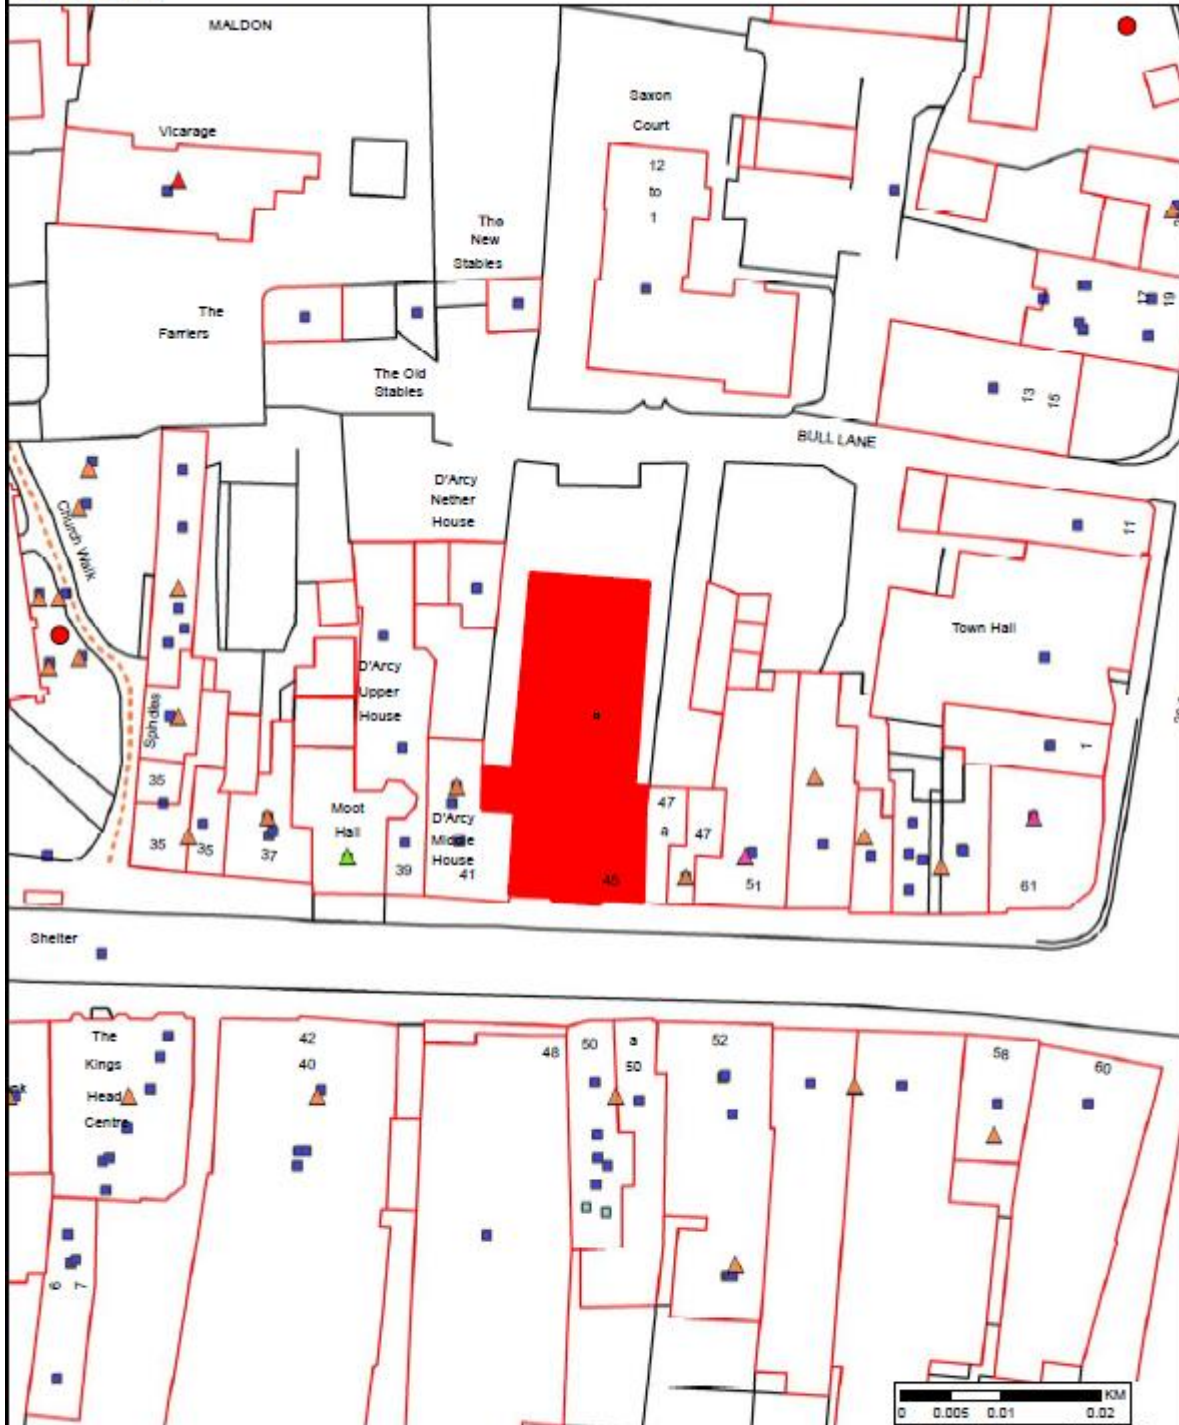 MALDON
Saxon
Court
12
to
1
Vicarage
The
New
Stables
The
Farriers
17
19
The Old
Stables
13
15
BULL LANE
D'Arcy
Nether
House
Church Walk
11
Town Hall
D'Arcy
Upper
House
Spindles
1
35
47
a
47
Moot
Hall
D'Arcy
Middle
House
35
35
37
39
41
45
51
61
Shelter
The
Kings
Head
Centre
42
40
48
50
a
50
52
58
60
6
7
KM
0
0.005
0.01
0.02